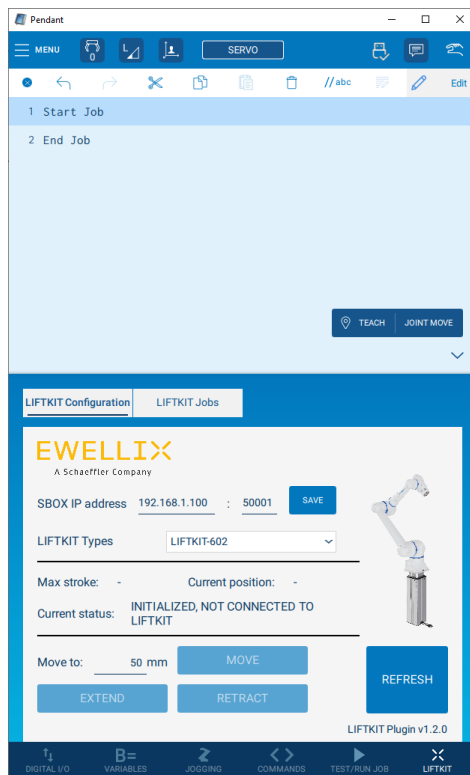 Pendant
MENU
0
SERVO
//abc
Edit
1 Start Job
2 End Job
TEACH
JOINT MOVE
LIFTKIT Configuration
LIFTKIT Jobs
EWELLIX
A Schaeffler Company
SBOX IP address 192.168.1.100 : 50001 SAVE
LIFTKIT Types LIFTKIT-602
Max stroke: - Current position: -
Current status: INITIALIZED, NOT CONNECTED TO
LIFTKIT
Move to: 50 mm MOVE
REFRESH
EXTEND RETRACT
LIFTKIT Plugin v1.2.0
B=
DIGITAL I/O VARIABLES JOGGING COMMANDS TEST/RUN JOB LIFTKIT